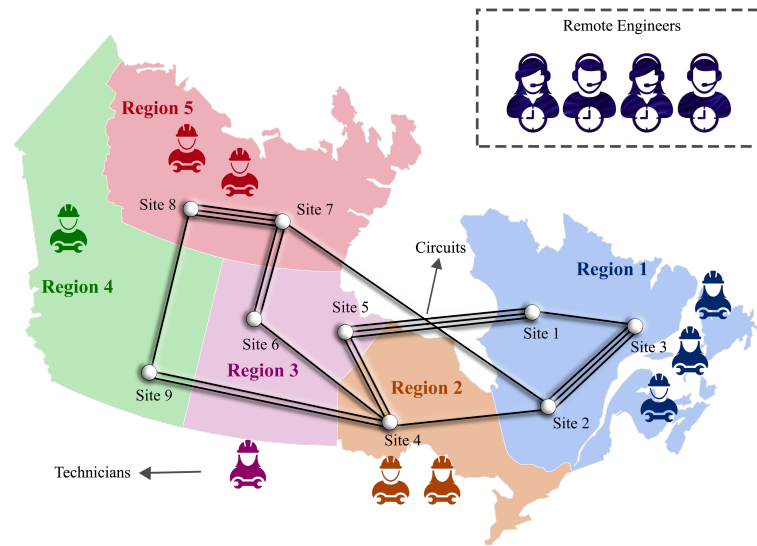 Remote Engineers
Region 5
Site 8
Site 7
Circuits
Region 1
Region 4
Site 5
Site 1
Site 3
Site 6
Region 3
Region 2
Site 9
Site 2
Site 4
Technicians